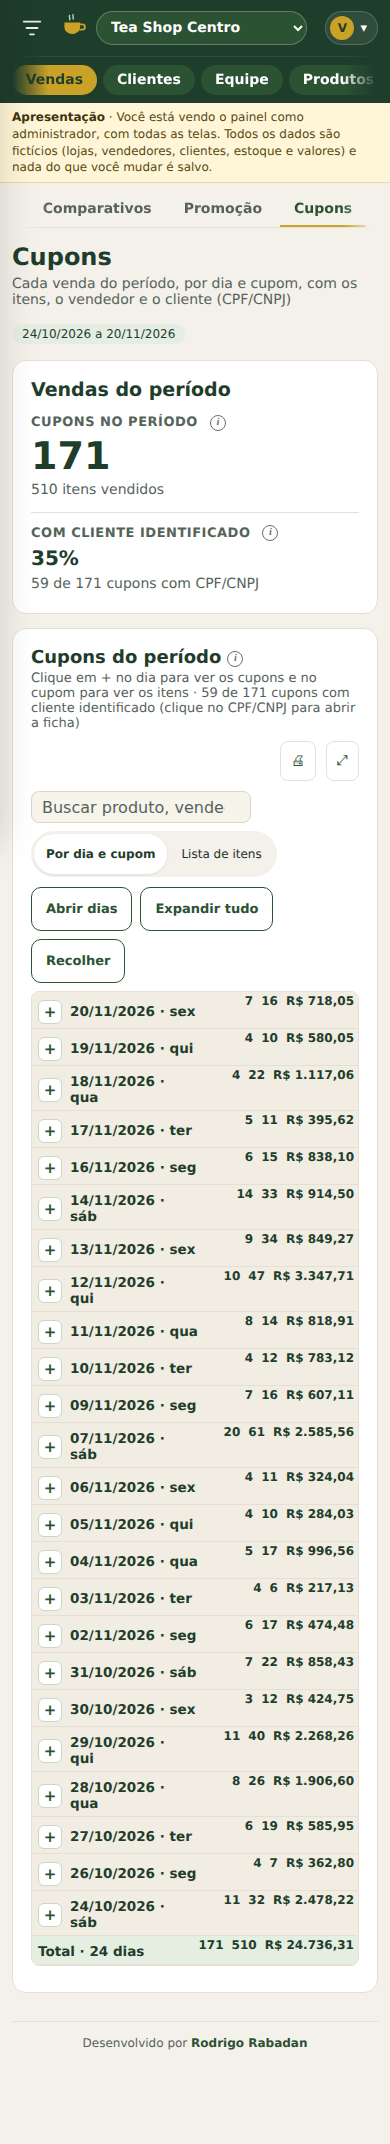 Tea Shop Centro
V ▾
Vendas Clientes Equipe Produtos
Apresentação · Você está vendo o painel como
administrador, com todas as telas. Todos os dados são
fictícios (lojas, vendedores, clientes, estoque e valores) e
nada do que você mudar é salvo.
Comparativos Promoção Cupons
Cupons
Cada venda do período, por dia e cupom, com os
itens, o vendedor e o cliente (CPF/CNPJ)
24/10/2026 a 20/11/2026
Vendas do período
CUPONS NO PERÍODO i
171
510 itens vendidos
COM CLIENTE IDENTIFICADO i
35%
59 de 171 cupons com CPF/CNPJ
Cupons do período i
Clique em + no dia para ver os cupons e no
cupom para ver os itens · 59 de 171 cupons com
cliente identificado (clique no CPF/CNPJ para abrir
a ficha)
Buscar produto, vende
Por dia e cupom Lista de itens
Abrir dias Expandir tudo
Recolher
+ 20/11/2026 · sex 7 16 R$ 718,05
+ 19/11/2026 · qui 4 10 R$ 580,05
+ 18/11/2026 · 4 22 R$ 1.117,06
qua
+ 17/11/2026 · ter 5 11 R$ 395,62
+ 16/11/2026 · seg 6 15 R$ 838,10
+ 14/11/2026 · 14 33 R$ 914,50
sáb
+ 13/11/2026 · sex 9 34 R$ 849,27
+ 12/11/2026 · 10 47 R$ 3.347,71
qui
+ 11/11/2026 · qua 8 14 R$ 818,91
+ 10/11/2026 · ter 4 12 R$ 783,12
+ 09/11/2026 · seg 7 16 R$ 607,11
+ 07/11/2026 · 20 61 R$ 2.585,56
sáb
+ 06/11/2026 · sex 4 11 R$ 324,04
+ 05/11/2026 · qui 4 10 R$ 284,03
+ 04/11/2026 · qua 5 17 R$ 996,56
+ 03/11/2026 · ter 4 6 R$ 217,13
+ 02/11/2026 · seg 6 17 R$ 474,48
+ 31/10/2026 · sáb 7 22 R$ 858,43
+ 30/10/2026 · sex 3 12 R$ 424,75
+ 29/10/2026 · 11 40 R$ 2.268,26
qui
+ 28/10/2026 · 8 26 R$ 1.906,60
qua
+ 27/10/2026 · ter 6 19 R$ 585,95
+ 26/10/2026 · seg 4 7 R$ 362,80
+ 24/10/2026 · 11 32 R$ 2.478,22
sáb
Total · 24 dias 171 510 R$ 24.736,31
Desenvolvido por Rodrigo Rabadan